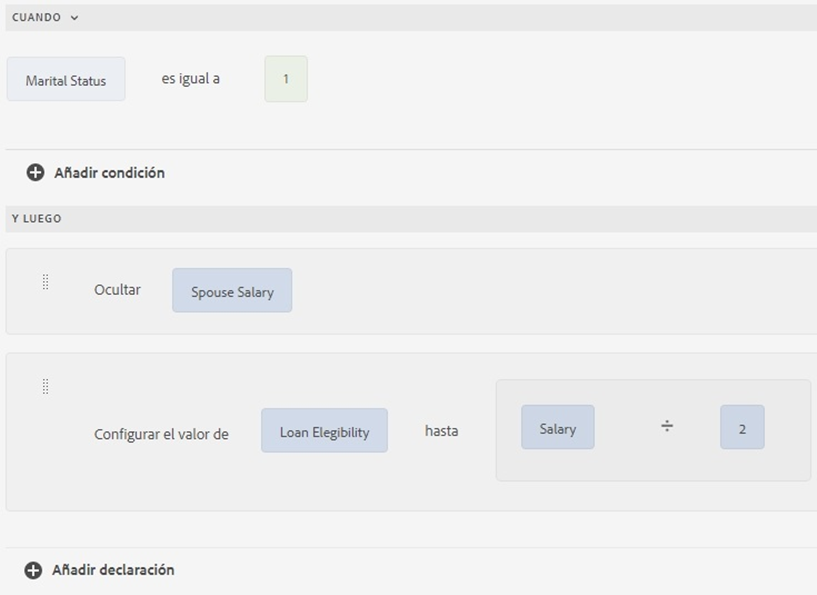 CUANDO
Marital Status es igual a 1
Añadir condición
Y LUEGO
Ocultar Spouse Salary
Configurar el valor de Loan Elegibility hasta Salary ÷ 2
Añadir declaración